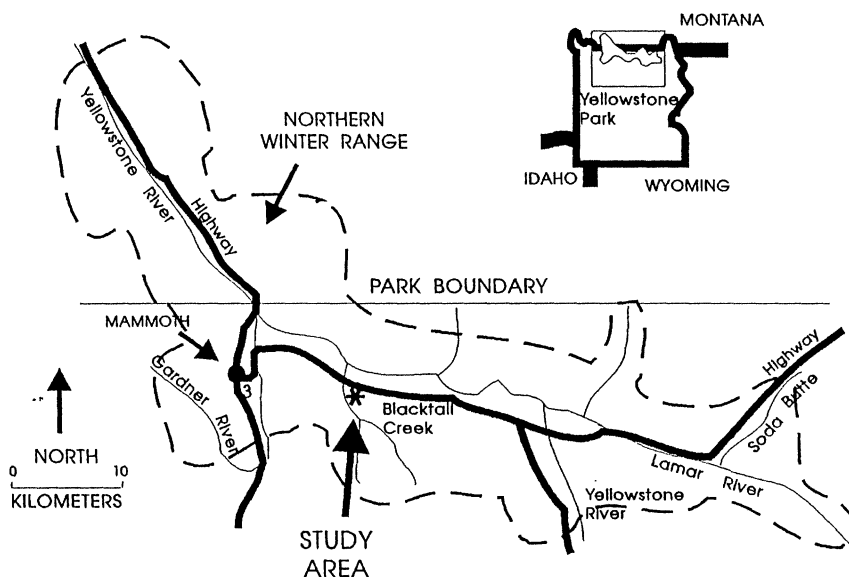 MONTANA
Yellowstone
Park
IDAHO
WYOMING
NORTHERN
WINTER RANGE
Yellowstone River
Highway
PARK BOUNDARY
MAMMOTH
Gardner
River
3
Blacktail
Creek
Highway
Soda Butte
Lamar River
Yellowstone
River
NORTH
0 10
KILOMETERS
STUDY
AREA